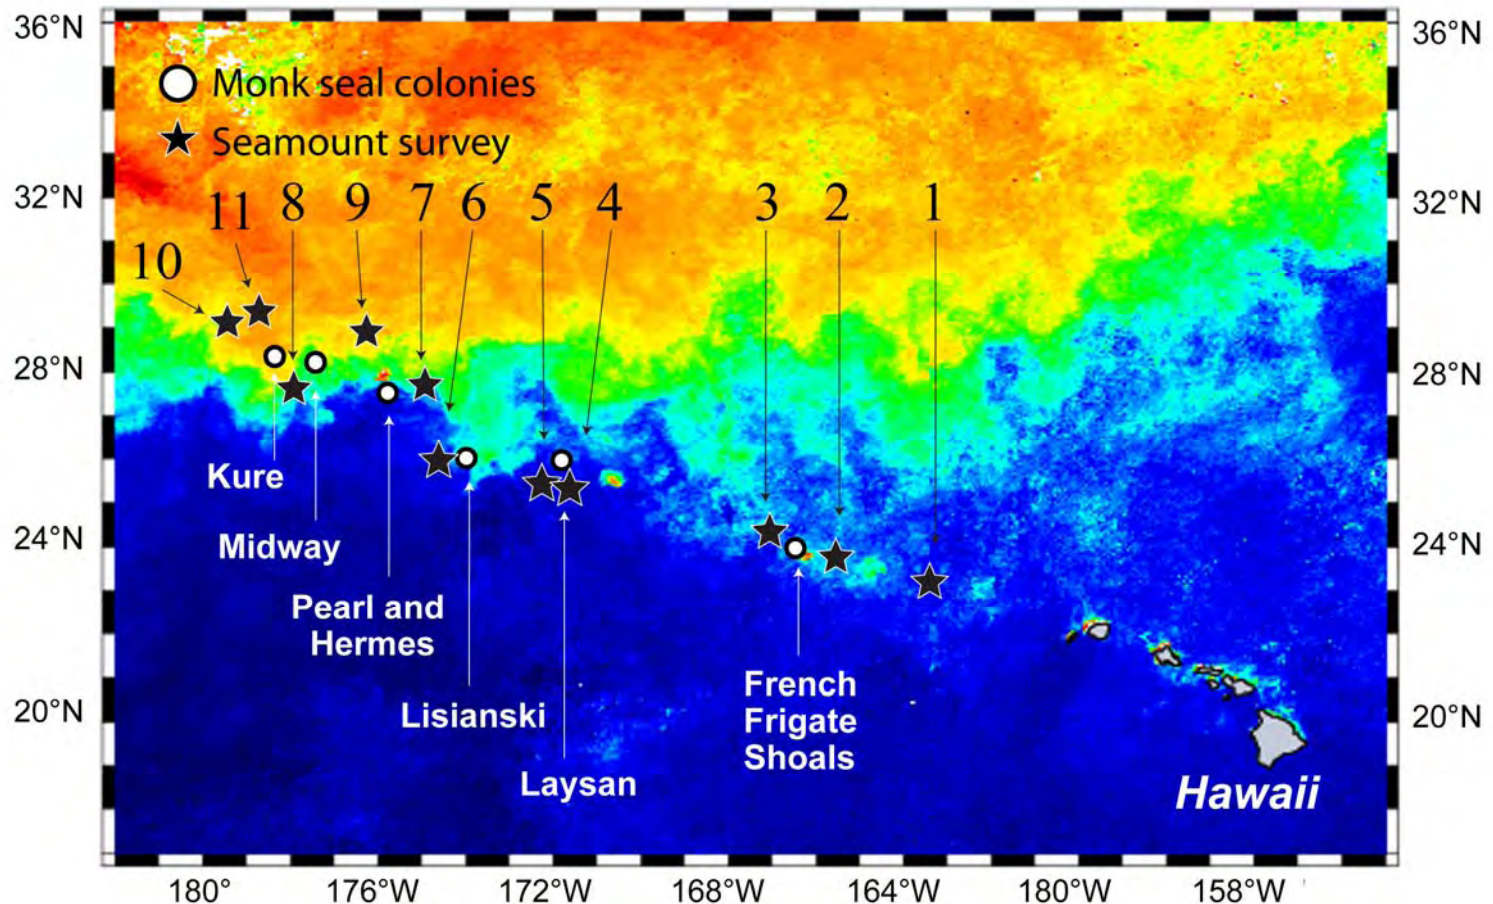 36°N
36°N
Monk seal colonies
Seamount survey
32°N
32°N
11
8
9
7
6
5
4
3
2
1
10
28°N
28°N
Kure
24°N
24°N
Midway
Pearl and
Hermes
Lisianski
French
Frigate
Shoals
20°N
20°N
Laysan
Hawaii
180°
176°W
172°W
168°W
164°W
180°W
158°W